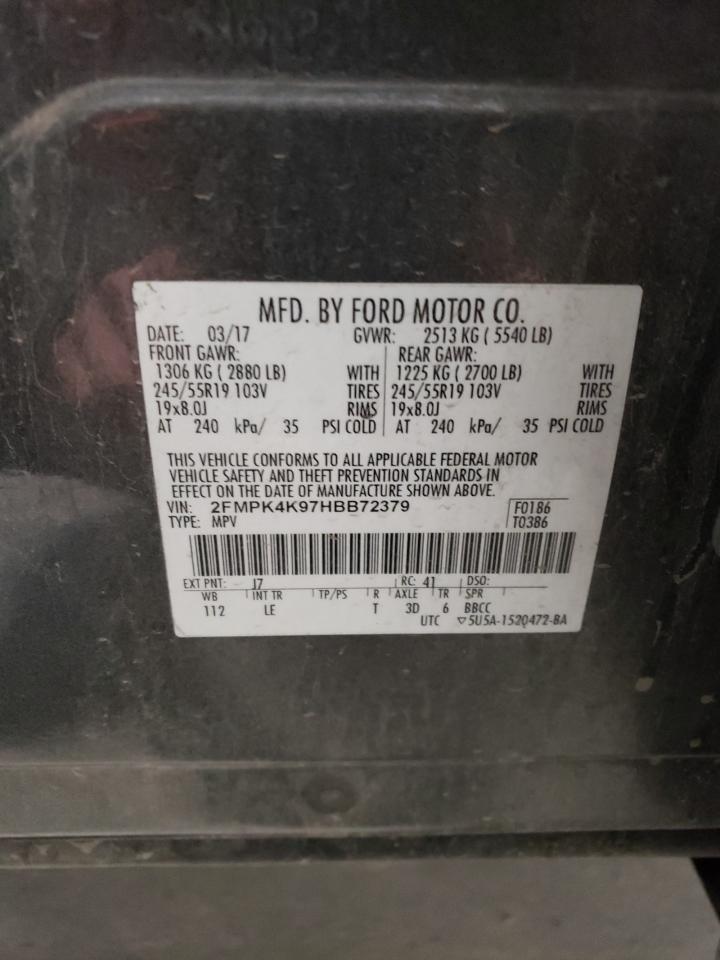 MFD. BY FORD MOTOR CO.
DATE: 03/17 GVWR: 2513 KG ( 5540 LB)
FRONT GAWR: REAR GAWR:
1306 KG ( 2880 LB) WITH 1225 KG ( 2700 LB) WITH
245/55R19 103V TIRES 245/55R19 103V TIRES
19x8.0J RIMS 19x8.0J RIMS
AT 240 kPa/ 35 PSI COLD AT 240 kPa/ 35 PSI COLD
THIS VEHICLE CONFORMS TO ALL APPLICABLE FEDERAL MOTOR
VEHICLE SAFETY AND THEFT PREVENTION STANDARDS IN
EFFECT ON THE DATE OF MANUFACTURE SHOWN ABOVE.
VIN: 2FMPK4K97HBB72379 F0186
TYPE: MPV T0386
EXT PNT: J7 RC: 41 DSO:
WB INT TR TP/PS R AXLE TR SPR
112 LE T 3D 6 BBCC
UTC ▽5U5A-1520472-BA